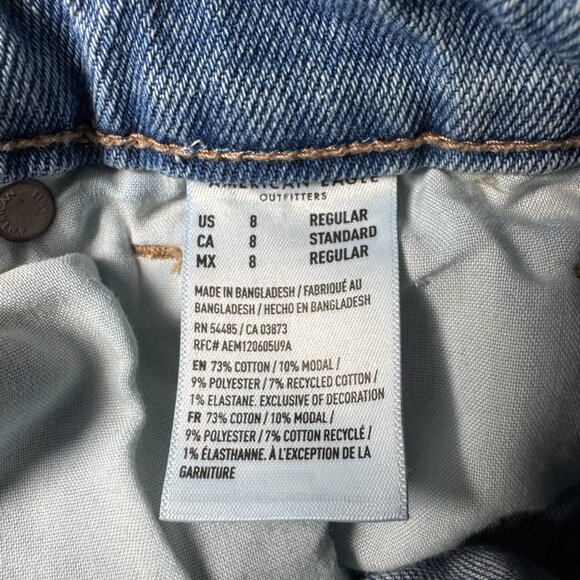 AMERICAN EAGLE
OUTFITTERS
US 8 REGULAR
CA 8 STANDARD
MX 8 REGULAR
MADE IN BANGLADESH / FABRIQUÉ AU
BANGLADESH / HECHO EN BANGLADESH
RN 54485 / CA 03873
RFC# AEM120605U9A
EN 73% COTTON / 10% MODAL /
9% POLYESTER / 7% RECYCLED COTTON /
1% ELASTANE. EXCLUSIVE OF DECORATION
FR 73% COTON / 10% MODAL /
9% POLYESTER / 7% COTON RECYCLÉ /
1% ÉLASTHANNE. À L'EXCEPTION DE LA
GARNITURE